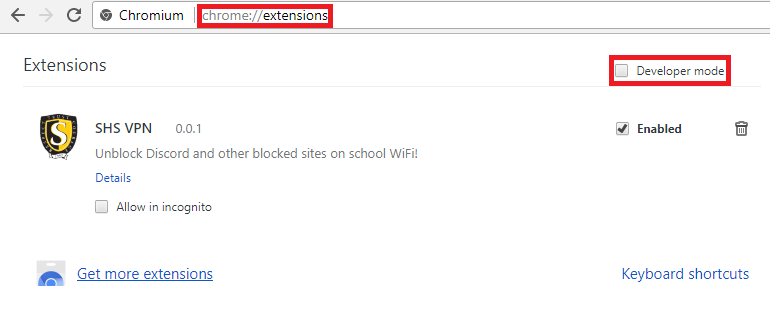 Chromium chrome://extensions
Extensions
Developer mode
SHS VPN 0.0.1
Enabled
Unblock Discord and other blocked sites on school WiFi!
Details
Allow in incognito
Get more extensions
Keyboard shortcuts